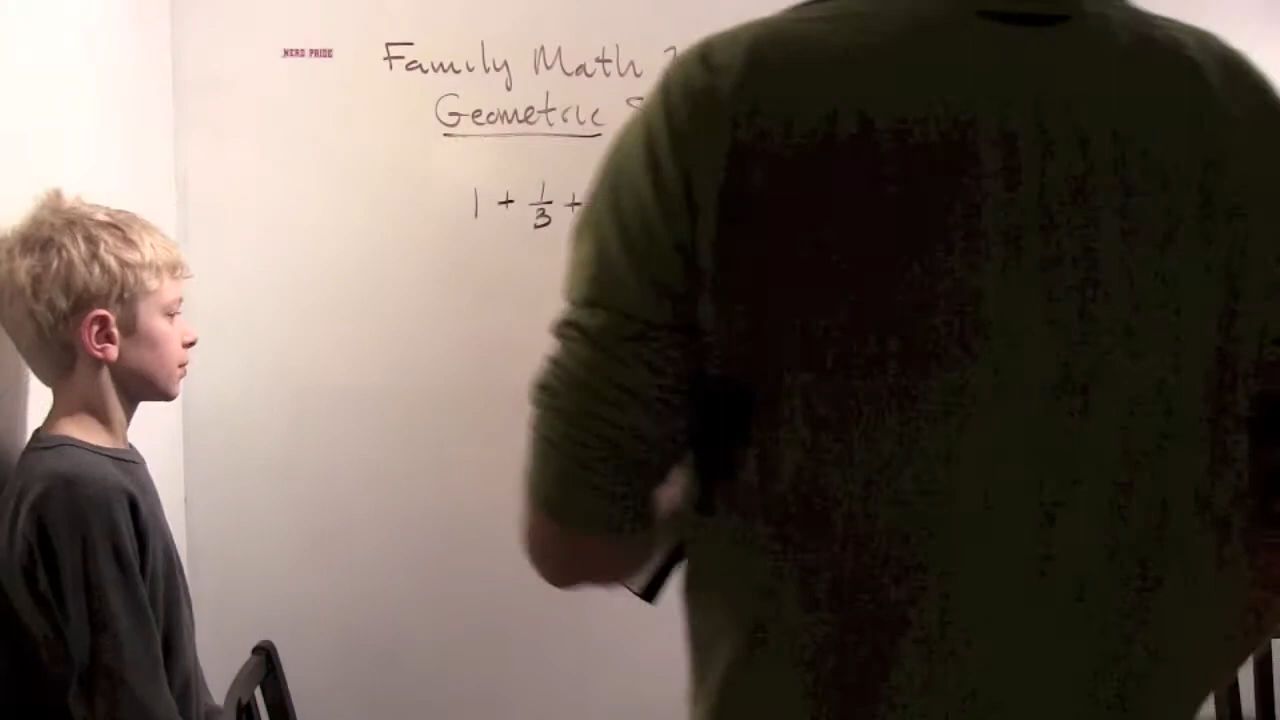 NERD PRIDE
Family Math
Geometric
1 + 1/3 +